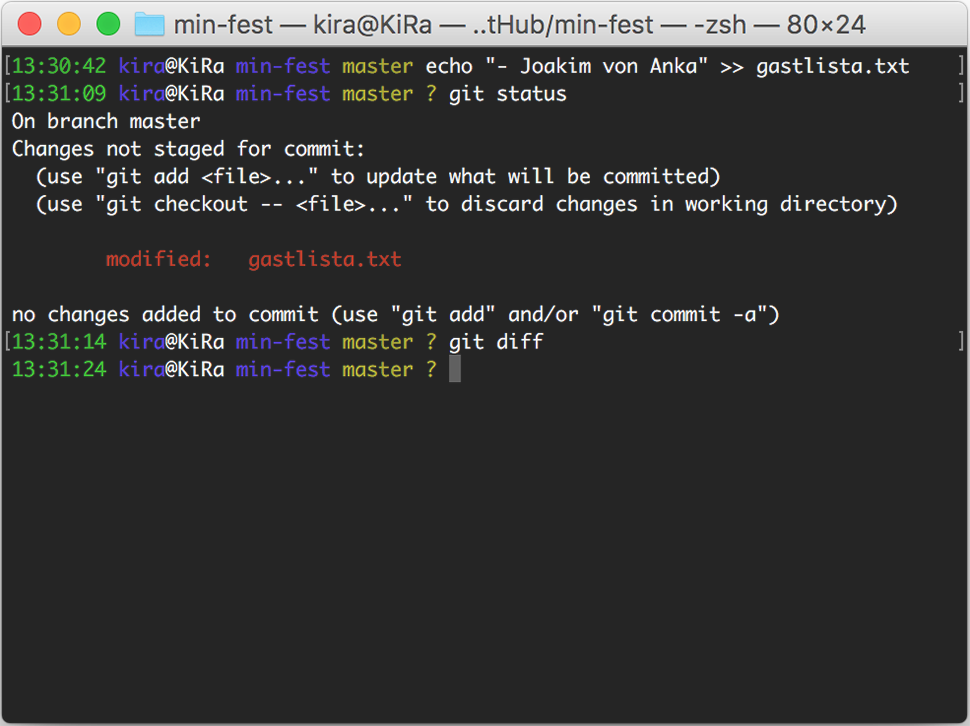 min-fest — kira@KiRa — ..tHub/min-fest — -zsh — 80×24
[13:30:42 kira@KiRa min-fest master echo "- Joakim von Anka" >> gastlista.txt ]
[13:31:09 kira@KiRa min-fest master ? git status ]
On branch master
Changes not staged for commit:
  (use "git add <file>..." to update what will be committed)
  (use "git checkout -- <file>..." to discard changes in working directory)
        modified:   gastlista.txt
no changes added to commit (use "git add" and/or "git commit -a")
[13:31:14 kira@KiRa min-fest master ? git diff ]
13:31:24 kira@KiRa min-fest master ?